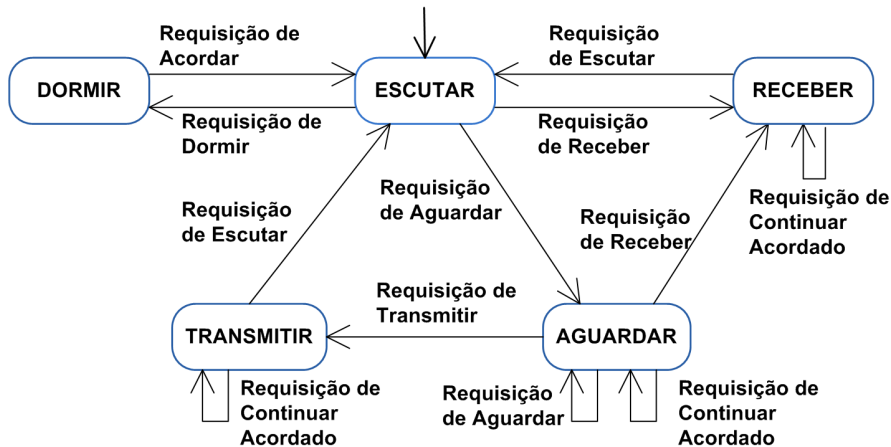 Requisição de
Acordar
Requisição
de Escutar
DORMIR
ESCUTAR
RECEBER
Requisição de
Dormir
Requisição
de Receber
Requisição
de Aguardar
Requisição
de Escutar
Requisição
de Receber
Requisição de
Continuar
Acordado
Requisição de
Transmitir
TRANSMITIR
AGUARDAR
Requisição de
Continuar
Acordado
Requisição
de Aguardar
Requisição de
Continuar
Acordado